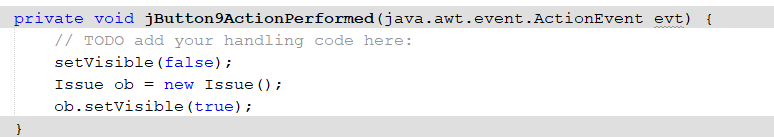 private void jButton9ActionPerformed(java.awt.event.ActionEvent evt) {
// TODO add your handling code here:
setVisible(false);
Issue ob = new Issue();
ob.setVisible(true);
}